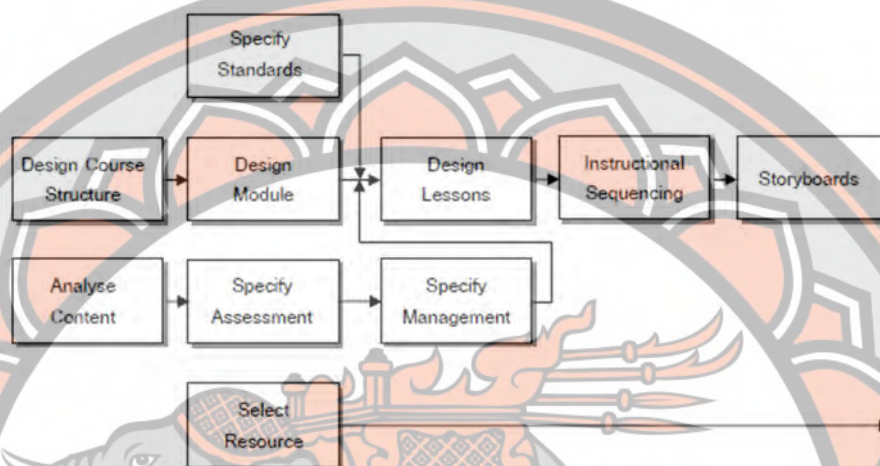 Specify
Standards
Design Course
Structure
Design
Module
Design
Lessons
Instructional
Sequencing
Storyboards
Analyse
Content
Specify
Assessment
Specify
Management
Select
Resource